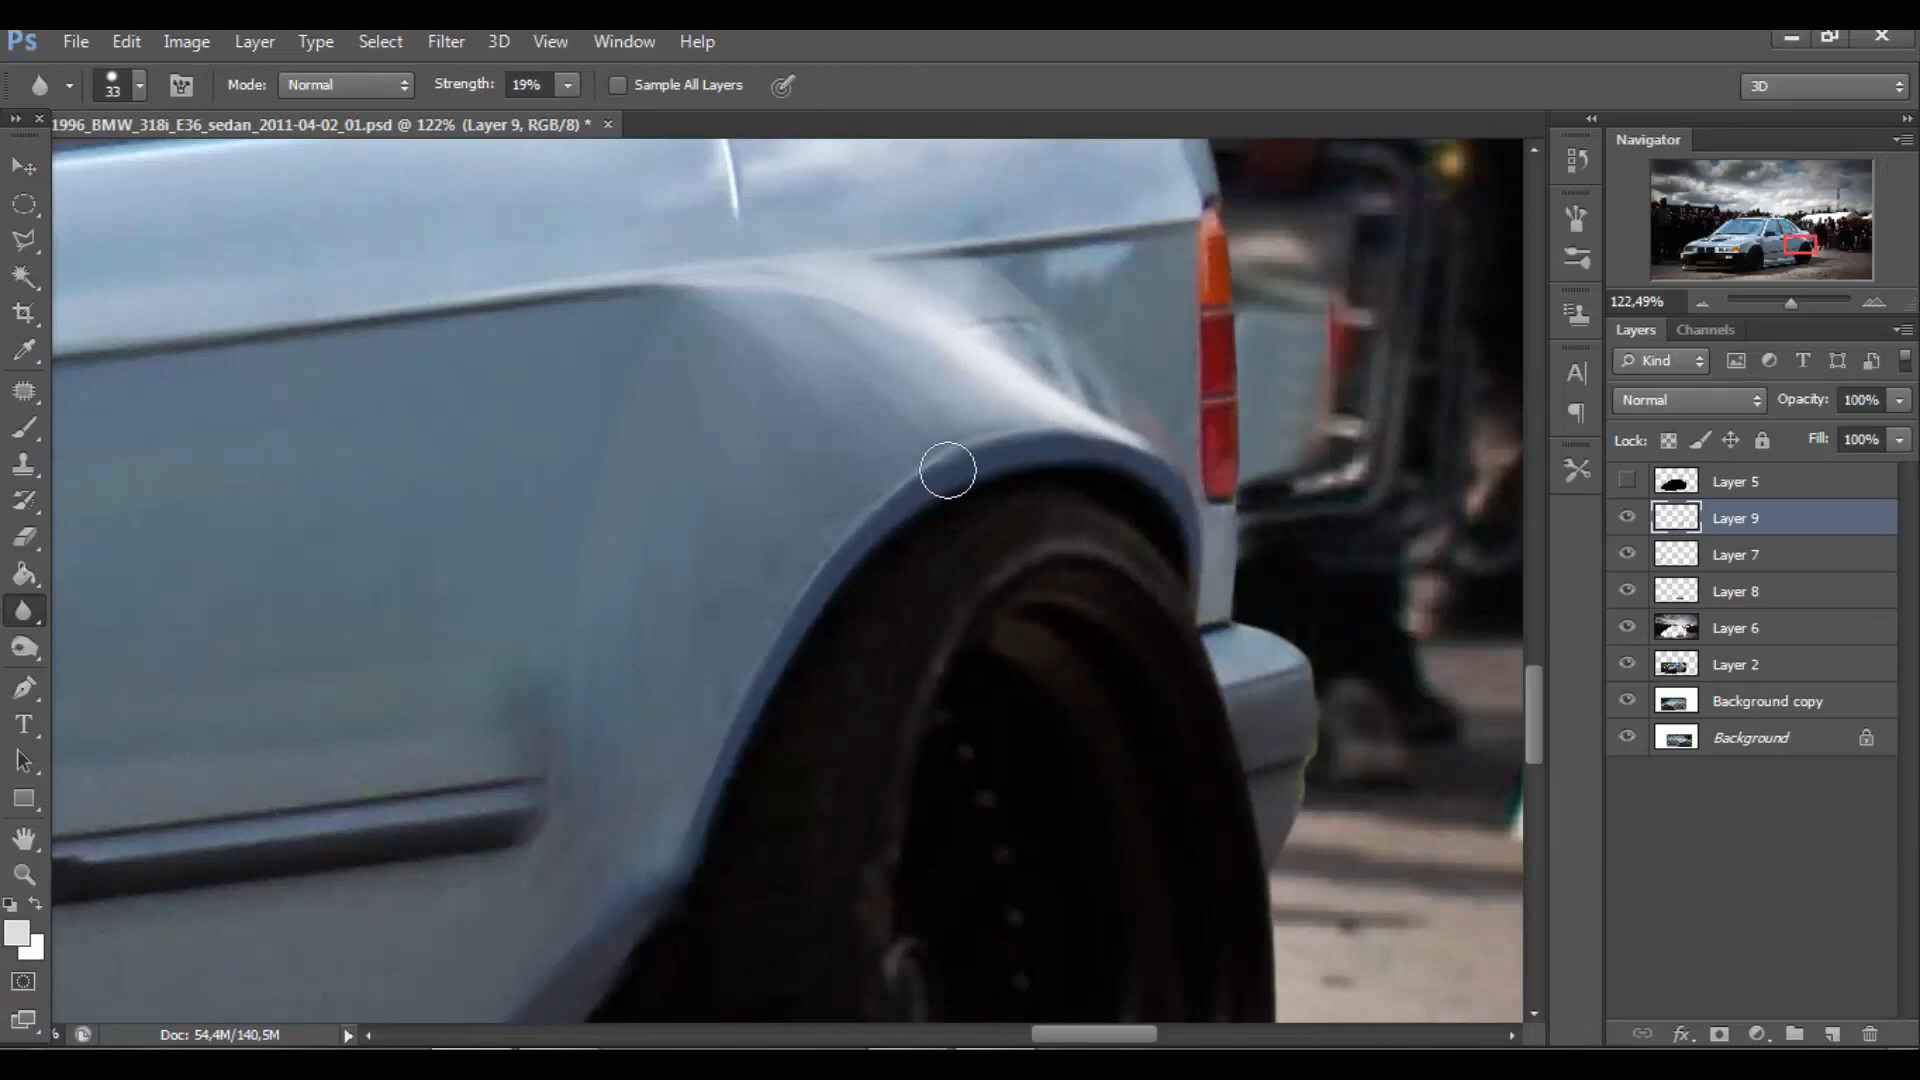 Ps File Edit Image Layer Type Select Filter 3D View Window Help
33 Mode: Normal Strength: 19% Sample All Layers 3D
1996_BMW_318i_E36_sedan_2011-04-02_01.psd @ 122% (Layer 9, RGB/8) *
Navigator
122,49%
Layers Channels
Kind
Normal Opacity: 100%
Lock: Fill: 100%
Layer 5
Layer 9
Layer 7
Layer 8
Layer 6
Layer 2
Background copy
Background
Doc: 54,4M/140,5M